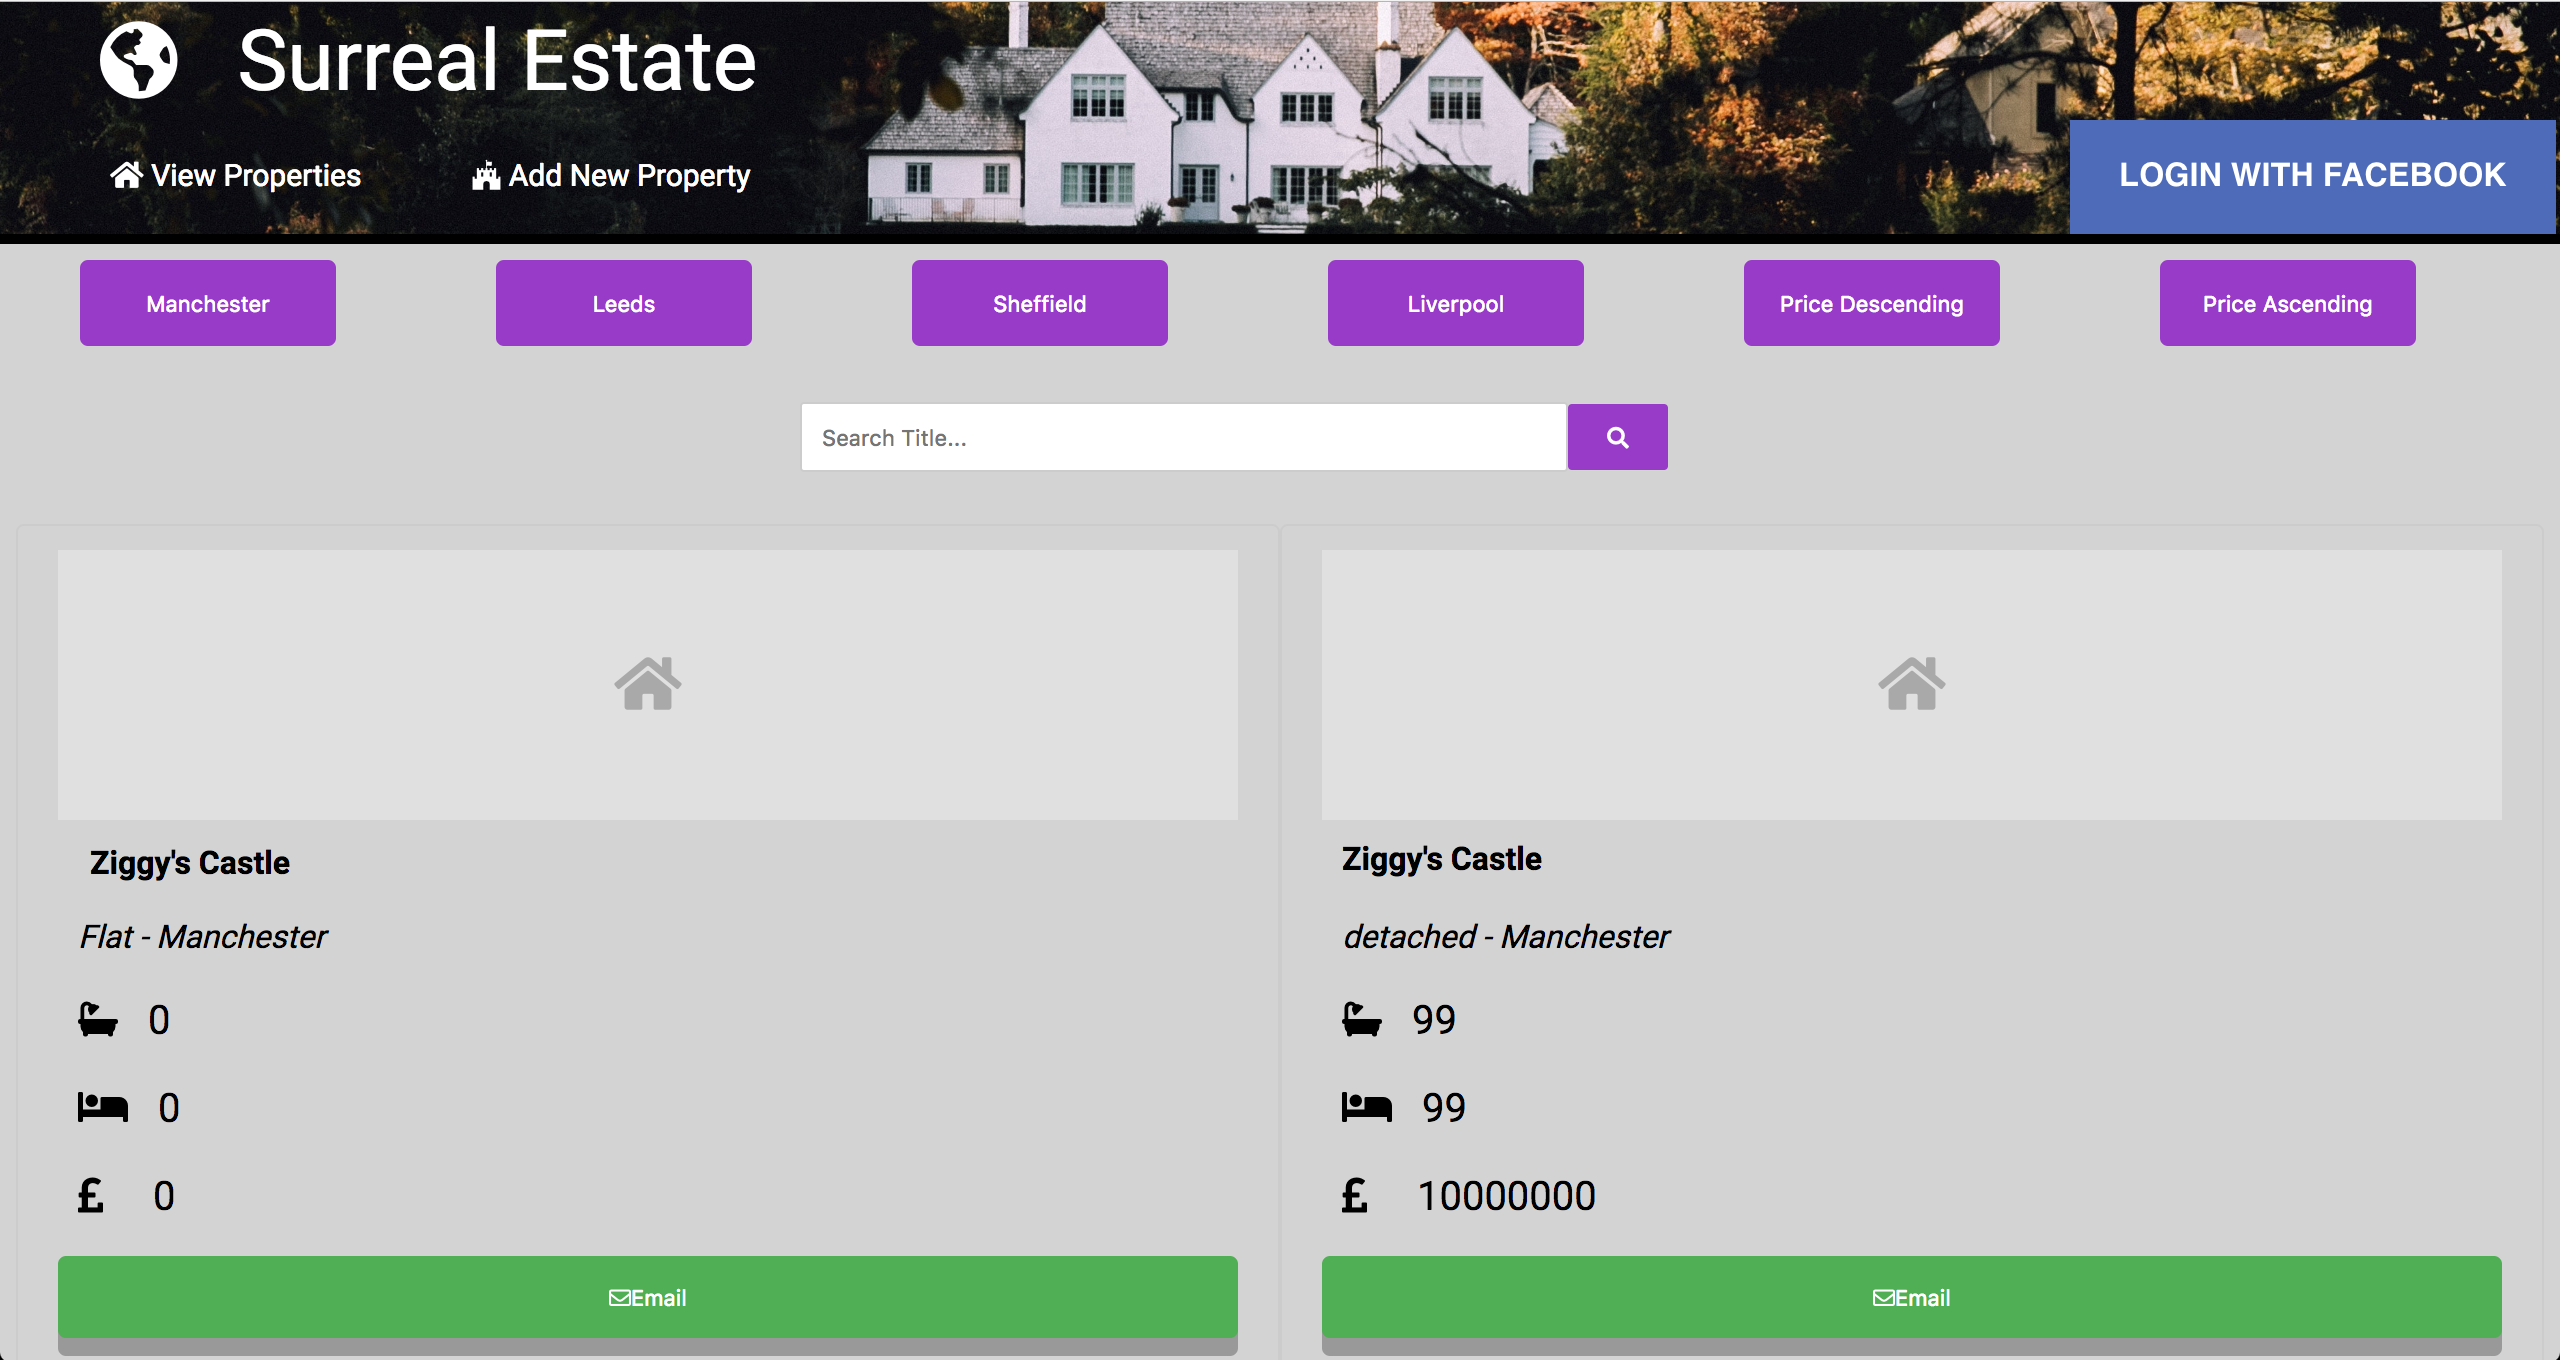 Surreal Estate
View Properties Add New Property LOGIN WITH FACEBOOK
Manchester Leeds Sheffield Liverpool Price Descending Price Ascending
Search Title...
Ziggy's Castle
Flat - Manchester
0
0
£ 0
Email
Ziggy's Castle
detached - Manchester
99
99
£ 10000000
Email